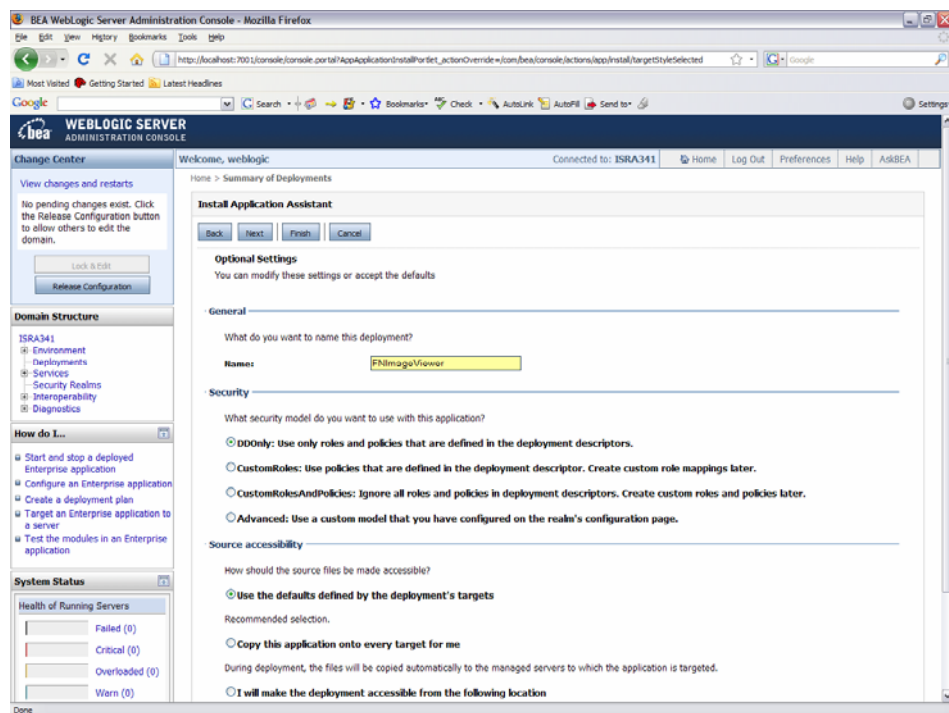 BEA WebLogic Server Administration Console - Mozilla Firefox
File Edit View History Bookmarks Tools Help
http://localhost:7001/console/console.portal?AppApplicationInstallPortlet_actionOverride=/com/bea/console/actions/app/install/targetStyleSelected
Google
Most Visited Getting Started Latest Headlines
Google Search Bookmarks Check AutoLink AutoFill Send to Settings
bea WEBLOGIC SERVER
ADMINISTRATION CONSOLE
Change Center
View changes and restarts
No pending changes exist. Click
the Release Configuration button
to allow others to edit the
domain.
Lock & Edit
Release Configuration
Domain Structure
ISRA341
Environment
Deployments
Services
Security Realms
Interoperability
Diagnostics
How do I...
Start and stop a deployed
Enterprise application
Configure an Enterprise application
Create a deployment plan
Target an Enterprise application to
a server
Test the modules in an Enterprise
application
System Status
Health of Running Servers
Failed (0)
Critical (0)
Overloaded (0)
Warn (0)
Welcome, weblogic Connected to: ISRA341 Home Log Out Preferences Help AskBEA
Home > Summary of Deployments
Install Application Assistant
Back Next Finish Cancel
Optional Settings
You can modify these settings or accept the defaults
General
What do you want to name this deployment?
Name: FNImageViewer
Security
What security model do you want to use with this application?
DDOnly: Use only roles and policies that are defined in the deployment descriptors.
CustomRoles: Use policies that are defined in the deployment descriptor. Create custom role mappings later.
CustomRolesAndPolicies: Ignore all roles and policies in deployment descriptors. Create custom roles and policies later.
Advanced: Use a custom model that you have configured on the realm's configuration page.
Source accessibility
How should the source files be made accessible?
Use the defaults defined by the deployment's targets
Recommended selection.
Copy this application onto every target for me
During deployment, the files will be copied automatically to the managed servers to which the application is targeted.
I will make the deployment accessible from the following location
Done